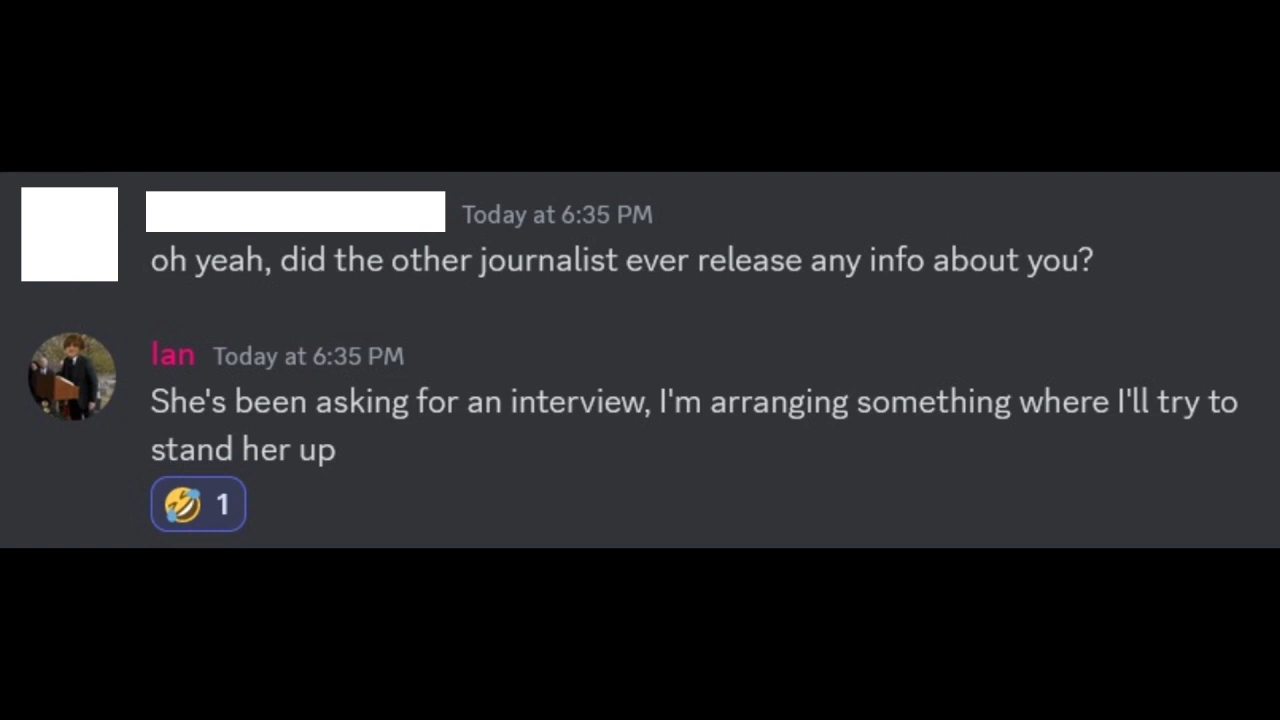 Today at 6:35 PM
oh yeah, did the other journalist ever release any info about you?
Ian Today at 6:35 PM
She's been asking for an interview, I'm arranging something where I'll try to
stand her up
🤣 1